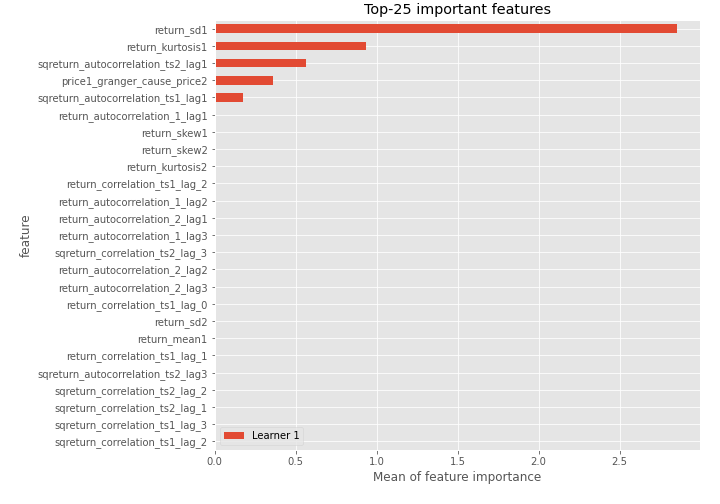 Top-25 important features
return_sd1
return_kurtosis1
sqreturn_autocorrelation_ts2_lag1
price1_granger_cause_price2
sqreturn_autocorrelation_ts1_lag1
return_autocorrelation_1_lag1
return_skew1
return_skew2
return_kurtosis2
return_correlation_ts1_lag_2
return_autocorrelation_1_lag2
return_autocorrelation_2_lag1
return_autocorrelation_1_lag3
sqreturn_correlation_ts2_lag_3
return_autocorrelation_2_lag2
return_autocorrelation_2_lag3
return_correlation_ts1_lag_0
return_sd2
return_mean1
return_correlation_ts1_lag_1
sqreturn_autocorrelation_ts2_lag3
sqreturn_correlation_ts2_lag_2
sqreturn_correlation_ts2_lag_1
sqreturn_correlation_ts1_lag_3
sqreturn_correlation_ts1_lag_2
feature
Learner 1
0.0 0.5 1.0 1.5 2.0 2.5
Mean of feature importance